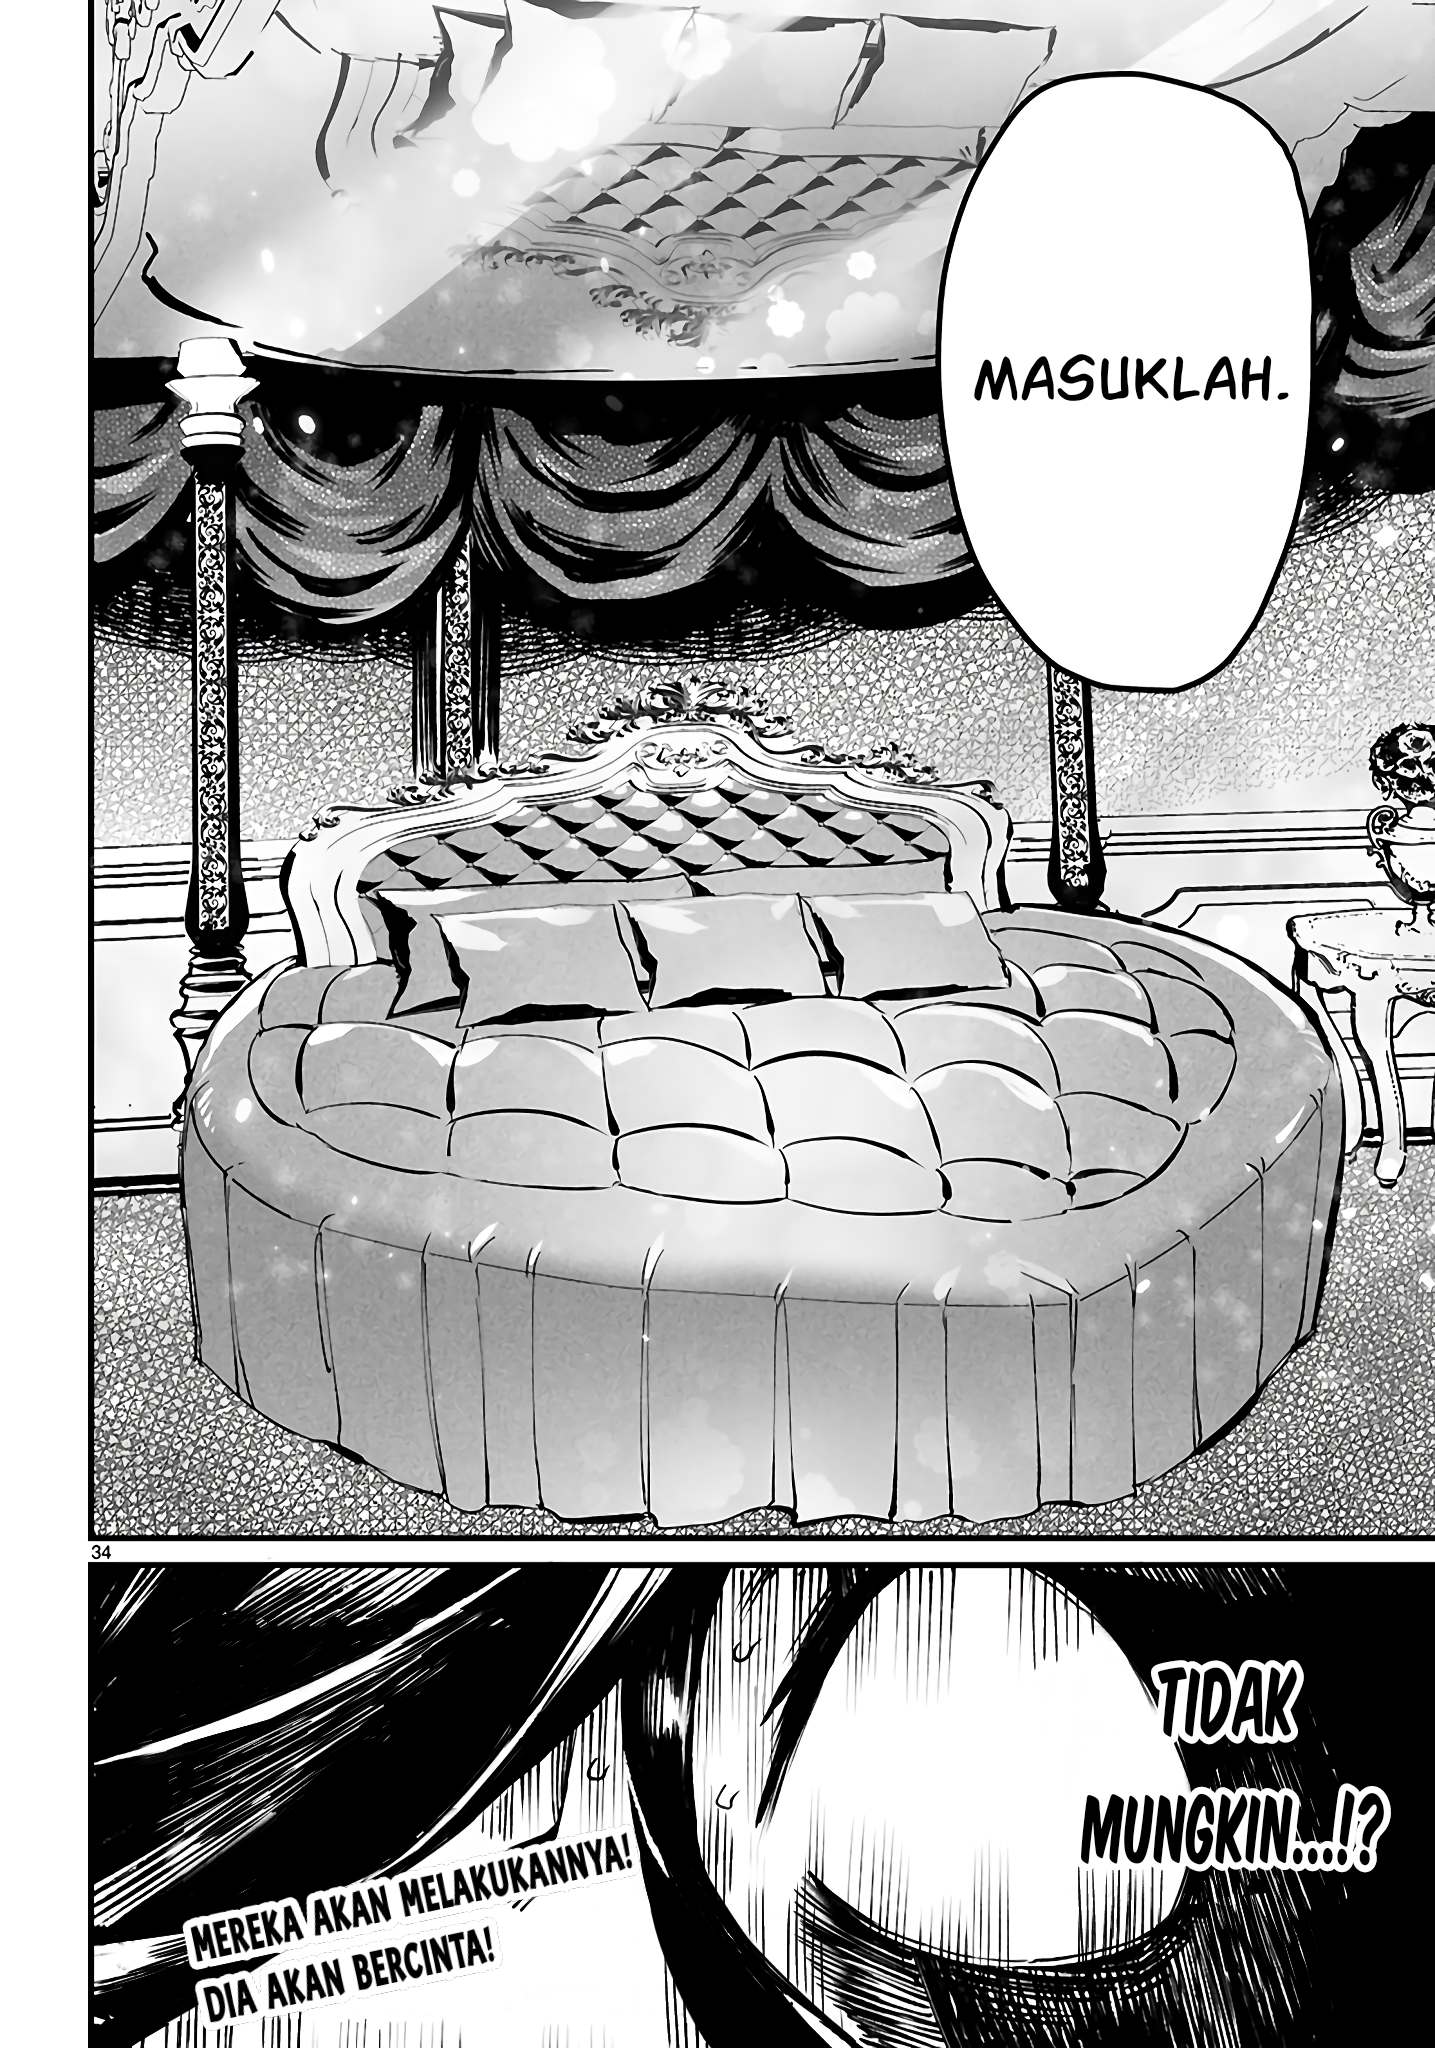 MASUKLAH.
34
TIDAK
MUNGKIN....!?
MEREKA AKAN MELAKUKANNYA!
DIA AKAN BERCINTA!